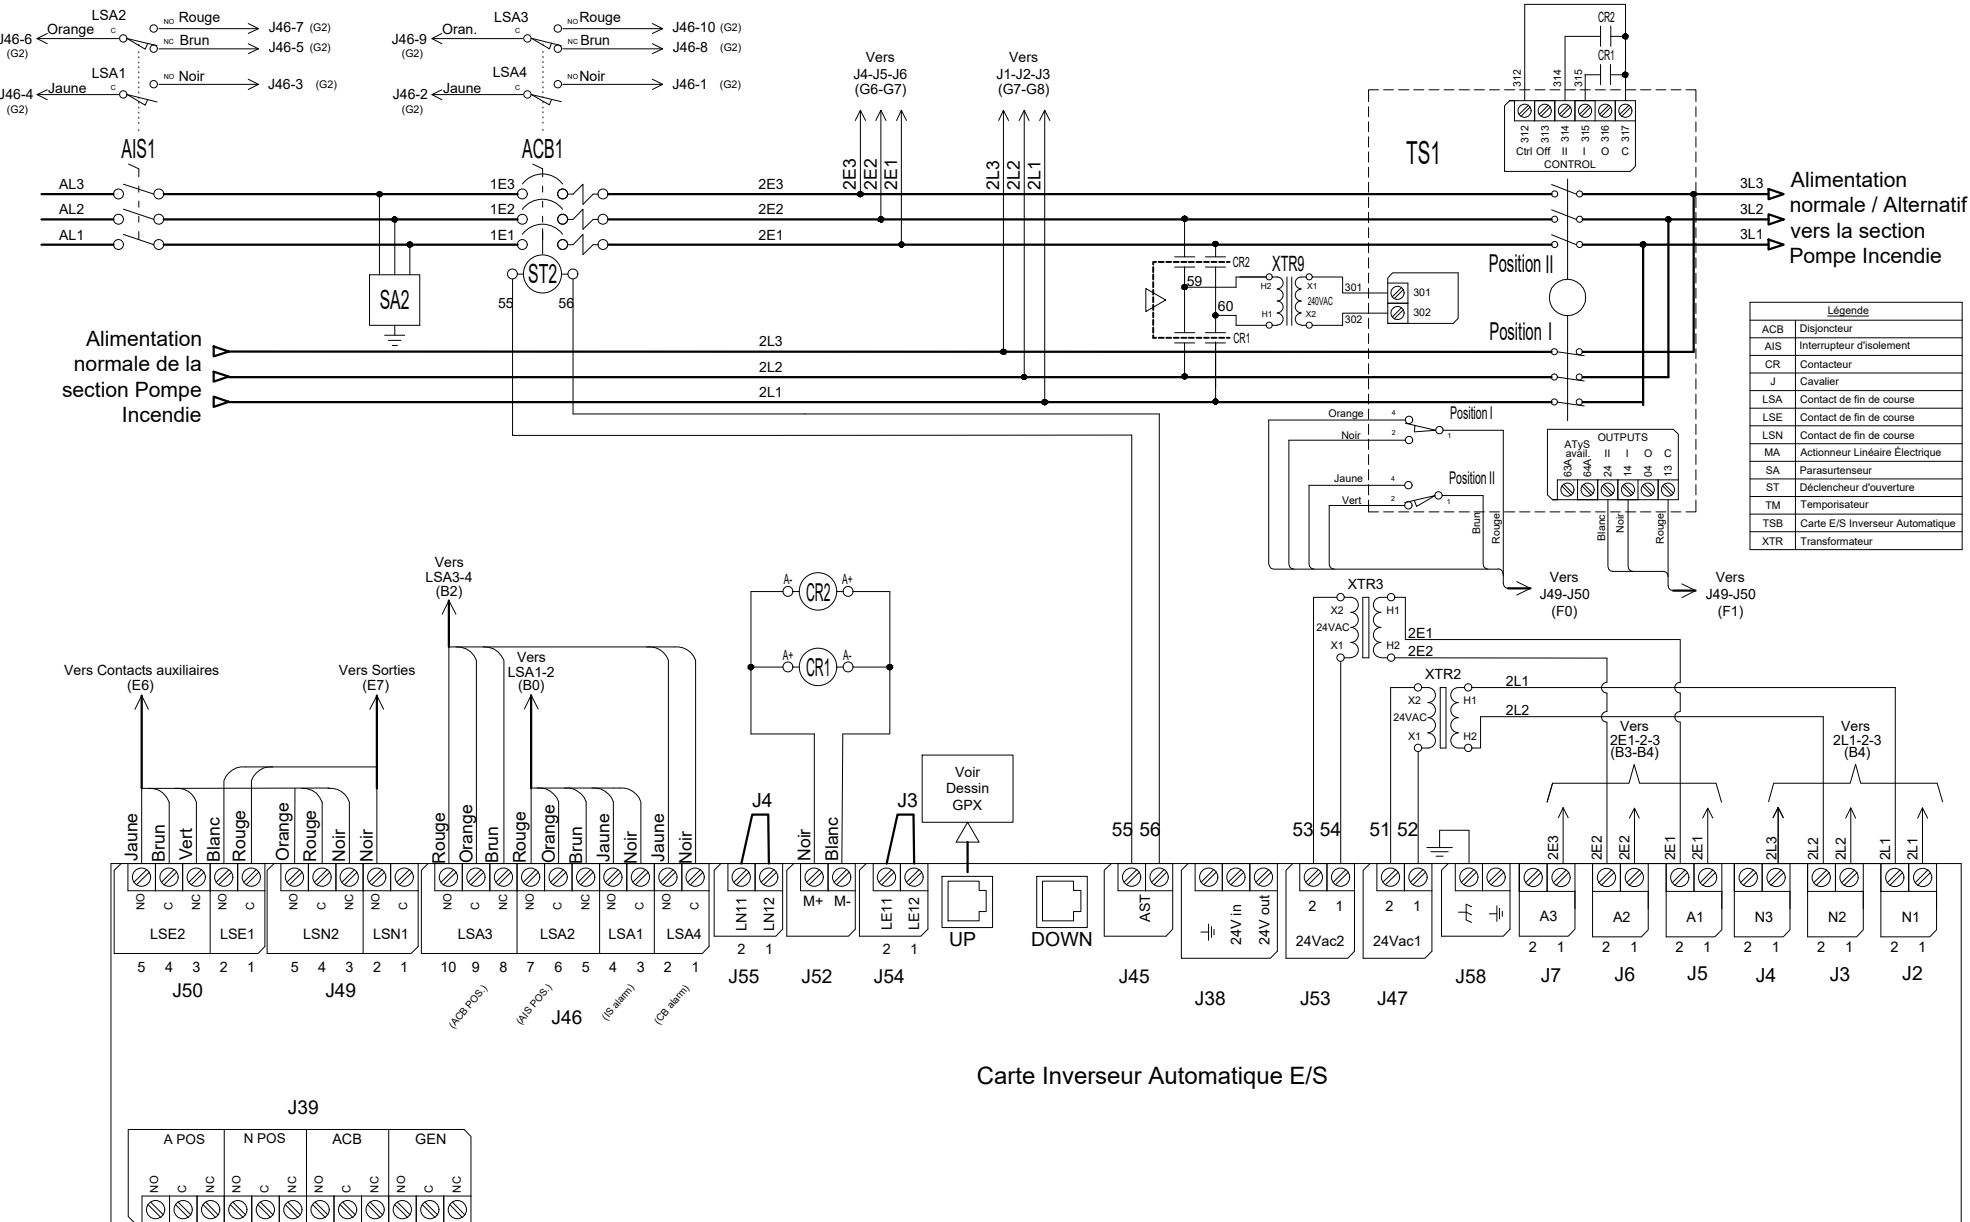 LSA2
J46-6
(G2)
Orange
C
NO Rouge
J46-7 (G2)
NC Brun
J46-5 (G2)
LSA1
J46-4
(G2)
Jaune
C
NO Noir
J46-3 (G2)
AIS1
LSA3
J46-9
(G2)
Oran.
C
NO Rouge
J46-10 (G2)
NC Brun
J46-8 (G2)
LSA4
J46-2
(G2)
Jaune
C
NO Noir
J46-1 (G2)
ACB1
Vers
J4-J5-J6
(G6-G7)
Vers
J1-J2-J3
(G7-G8)
2E3
2E2
2E1
2L3
2L2
2L1
CR2
CR1
312
314
315
312 313 314 315 316 317
Ctrl Off II I O C
CONTROL
TS1
AL3
AL2
AL1
1E3
1E2
1E1
2E3
2E2
2E1
3L3
3L2
3L1
Alimentation
normale / Alternatif
vers la section
Pompe Incendie
SA2
ST2
55
56
CR2
59
60
CR1
XTR9
H2
H1
X1
240VAC
X2
301
302
301
302
Position II
Position I
Alimentation
normale de la
section Pompe
Incendie
2L3
2L2
2L1
Légende
ACB Disjoncteur
AIS Interrupteur d'isolement
CR Contacteur
J Cavalier
LSA Contact de fin de course
LSE Contact de fin de course
LSN Contact de fin de course
MA Actionneur Linéaire Électrique
SA Parasurtenseur
ST Déclencheur d'ouverture
TM Temporisateur
TSB Carte E/S Inverseur Automatique
XTR Transformateur
Orange
4
Position I
Noir
2
1
Jaune
4
Position II
Vert
2
1
Brun
Rouge
OUTPUTS
ATyS
avail. II I O C
63A 64A 24 14 04 13
Blanc
Noir
Rouge
Vers
J49-J50
(F0)
Vers
J49-J50
(F1)
XTR3
X2
24VAC
X1
H1
H2
2E1
2E2
XTR2
X2
24VAC
X1
H1
H2
2L1
2L2
Vers Contacts auxiliaires
(E6)
Vers Sorties
(E7)
Vers
LSA3-4
(B2)
Vers
LSA1-2
(B0)
A- CR2 A+
A+ CR1 A-
Voir
Dessin
GPX
Vers
2E1-2-3
(B3-B4)
Vers
2L1-2-3
(B4)
Jaune Brun Vert Blanc Rouge
Orange Rouge Noir Noir
Rouge Orange Brun Rouge Orange Brun Jaune Noir Jaune Noir
J4
Noir Blanc
J3
55 56
53 54
51 52
2E3 2E2 2E2 2E1 2E1 2L3 2L2 2L2 2L1 2L1
NO C NC NO C
LSE2 LSE1
5 4 3 2 1
J50
NO C NC NO C
LSN2 LSN1
5 4 3 2 1
J49
NO C NC NO C NC NO C NO C
LSA3 LSA2 LSA1 LSA4
10 9 8 7 6 5 4 3 2 1
(ACB POS.) (AIS POS.) (IS alarm) (CB alarm)
J46
LN11 LN12
2 1
J55
M+ M-
J52
LE11 LE12
2 1
J54
UP
DOWN
AST
J45
24V in 24V out
J38
2 1
24Vac2
J53
2 1
24Vac1
J47
J58
A3
2 1
J7
A2
2 1
J6
A1
2 1
J5
N3
2 1
J4
N2
2 1
J3
N1
2 1
J2
Carte Inverseur Automatique E/S
J39
A POS N POS ACB GEN
NO C NC NO C NC NO C NC NO C NC